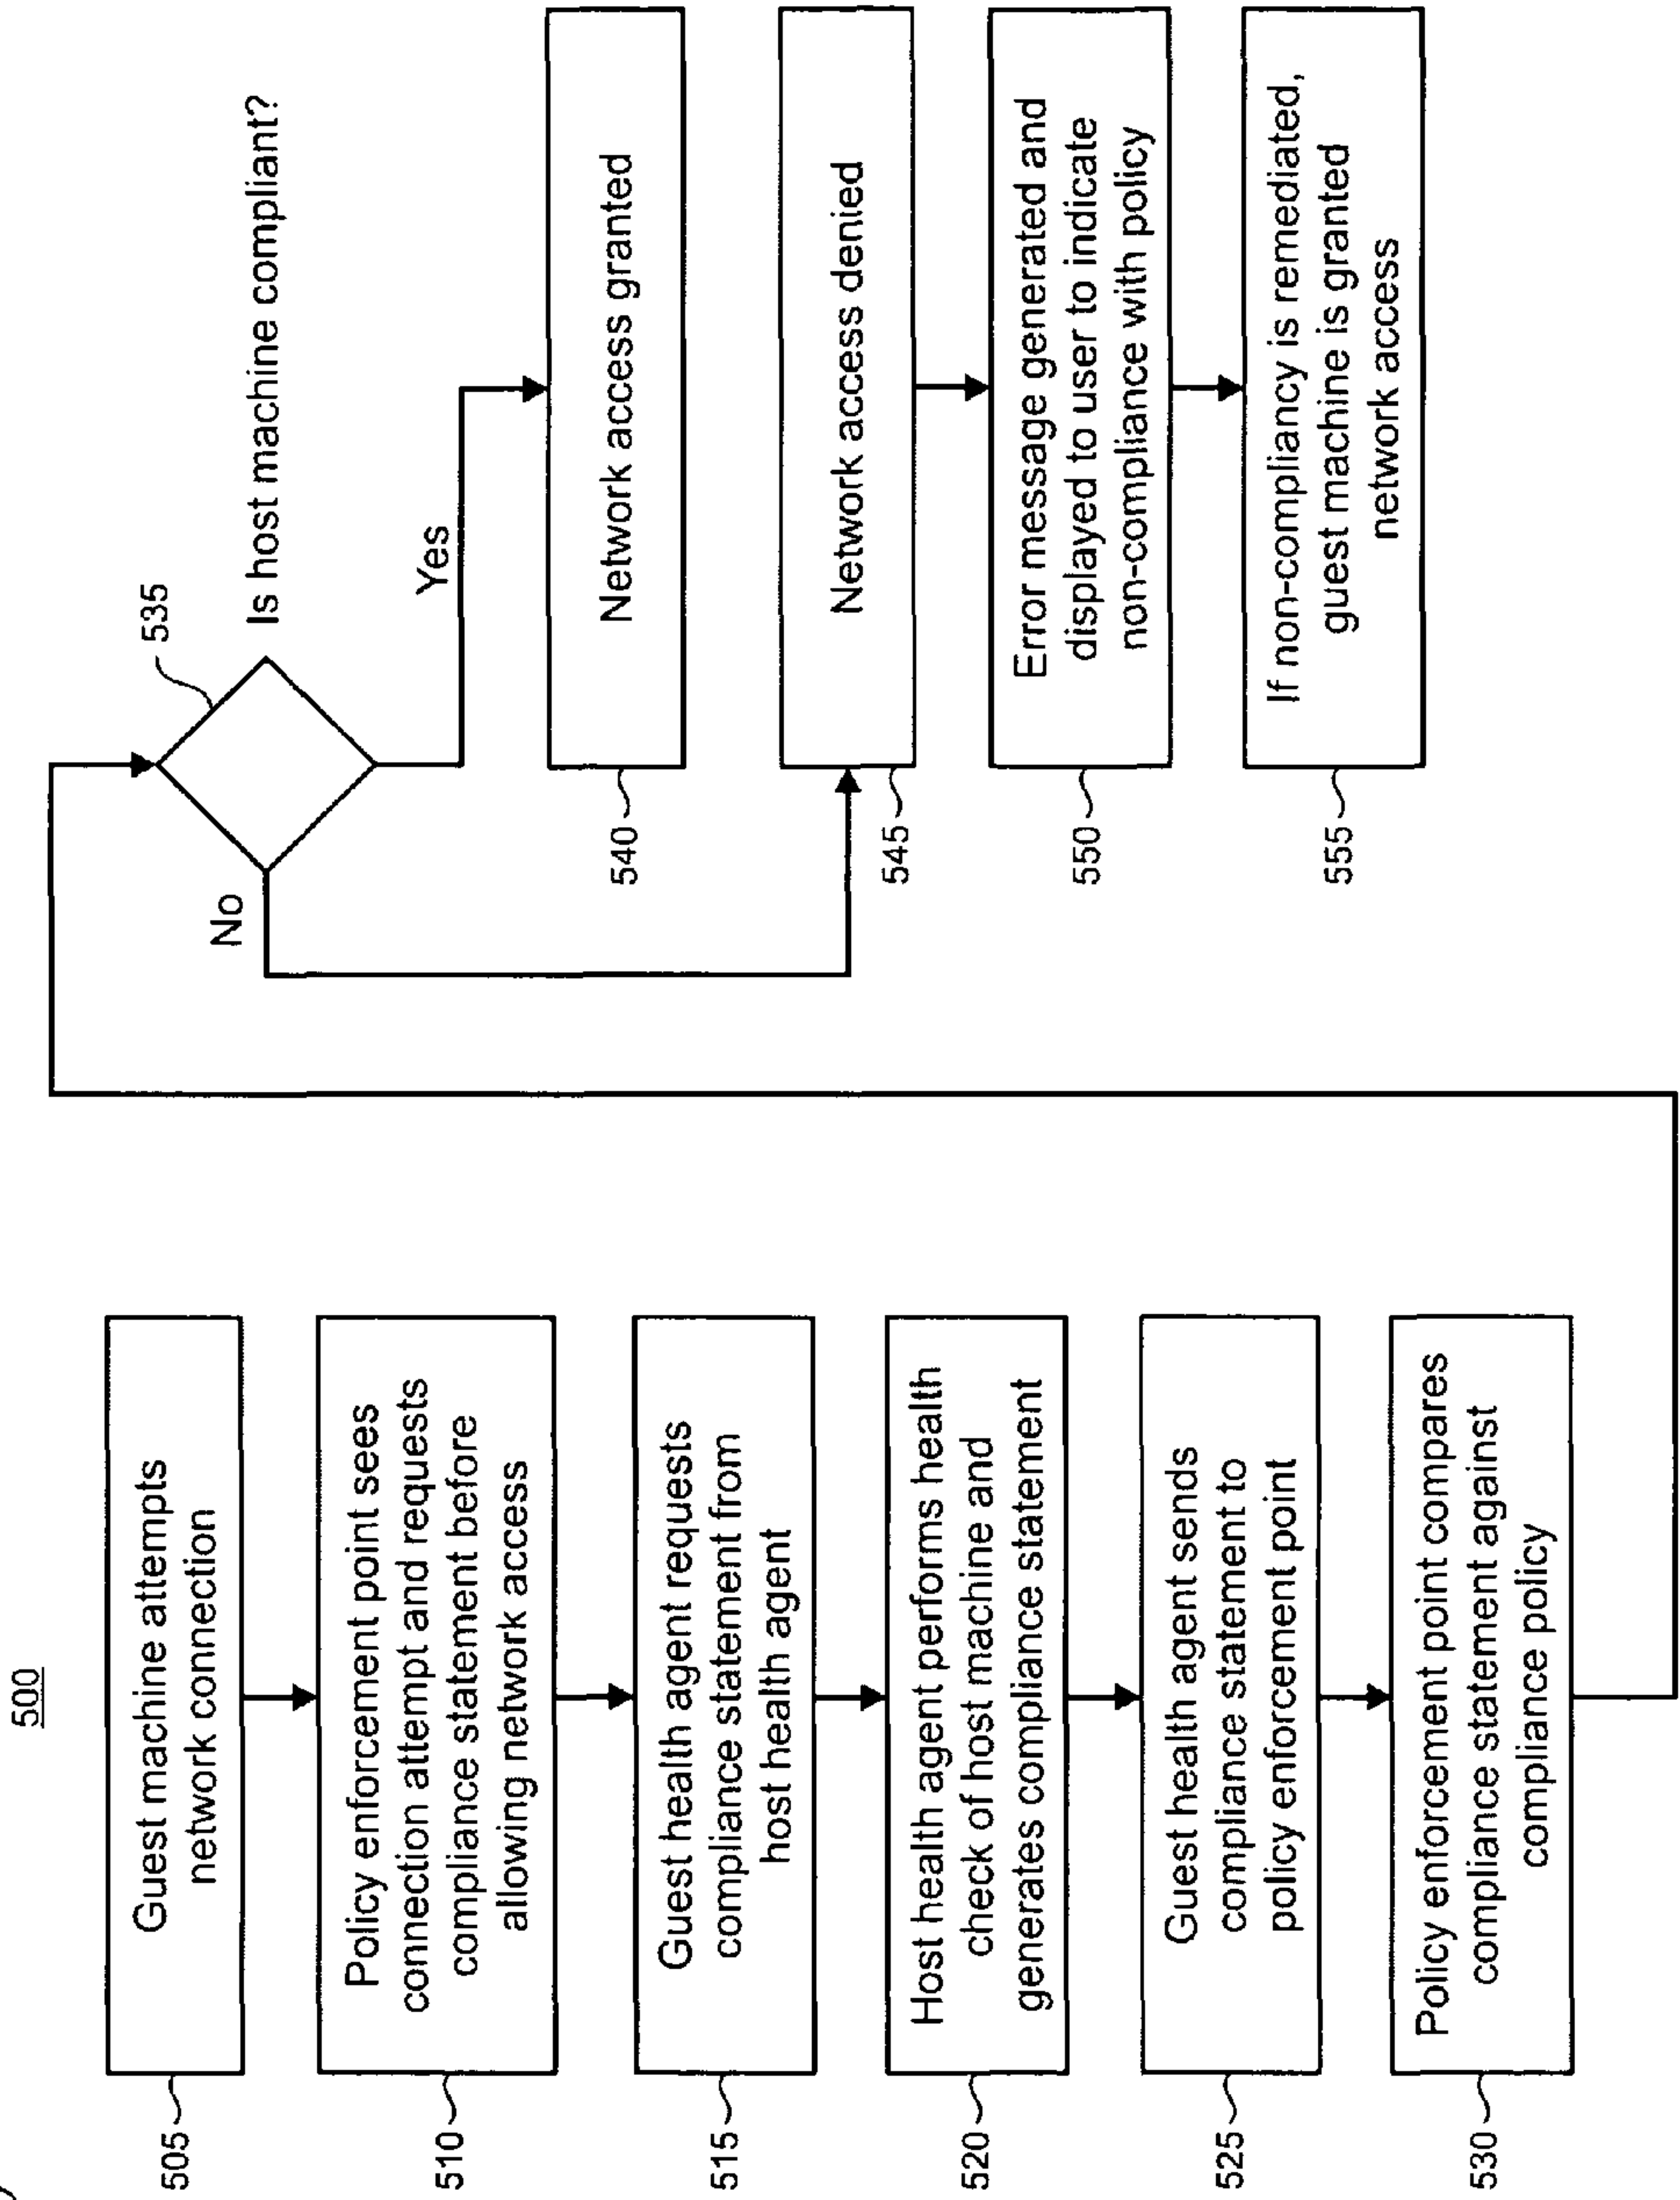 500
505
Guest machine attempts
network connection
510
Policy enforcement point sees
connection attempt and requests
compliance statement before
allowing network access
515
Guest health agent requests
compliance statement from
host health agent
520
Host health agent performs health
check of host machine and
generates compliance statement
525
Guest health agent sends
compliance statement to
policy enforcement point
530
Policy enforcement point compares
compliance statement against
compliance policy
535
Is host machine compliant?
No
Yes
540
Network access granted
545
Network access denied
550
Error message generated and
displayed to user to indicate
non-compliance with policy
555
If non-compliancy is remediated,
guest machine is granted
network access